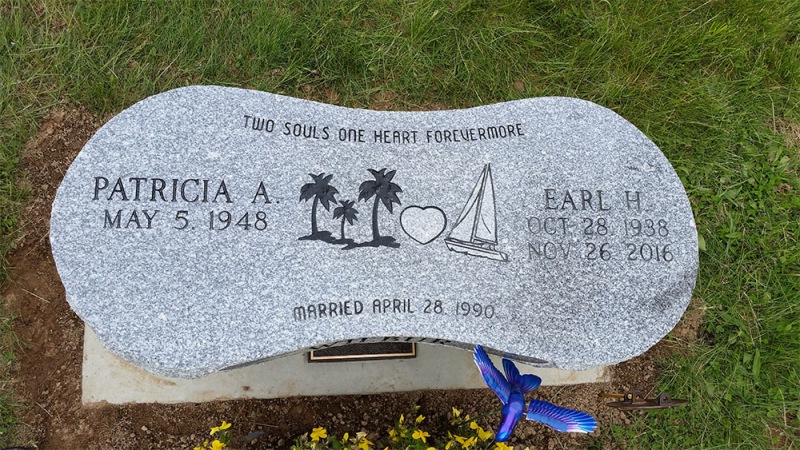 TWO SOULS ONE HEART FOREVERMORE
PATRICIA A.
MAY 5, 1948
EARL H.
OCT 28, 1938
NOV 26, 2016
MARRIED APRIL 28, 1990